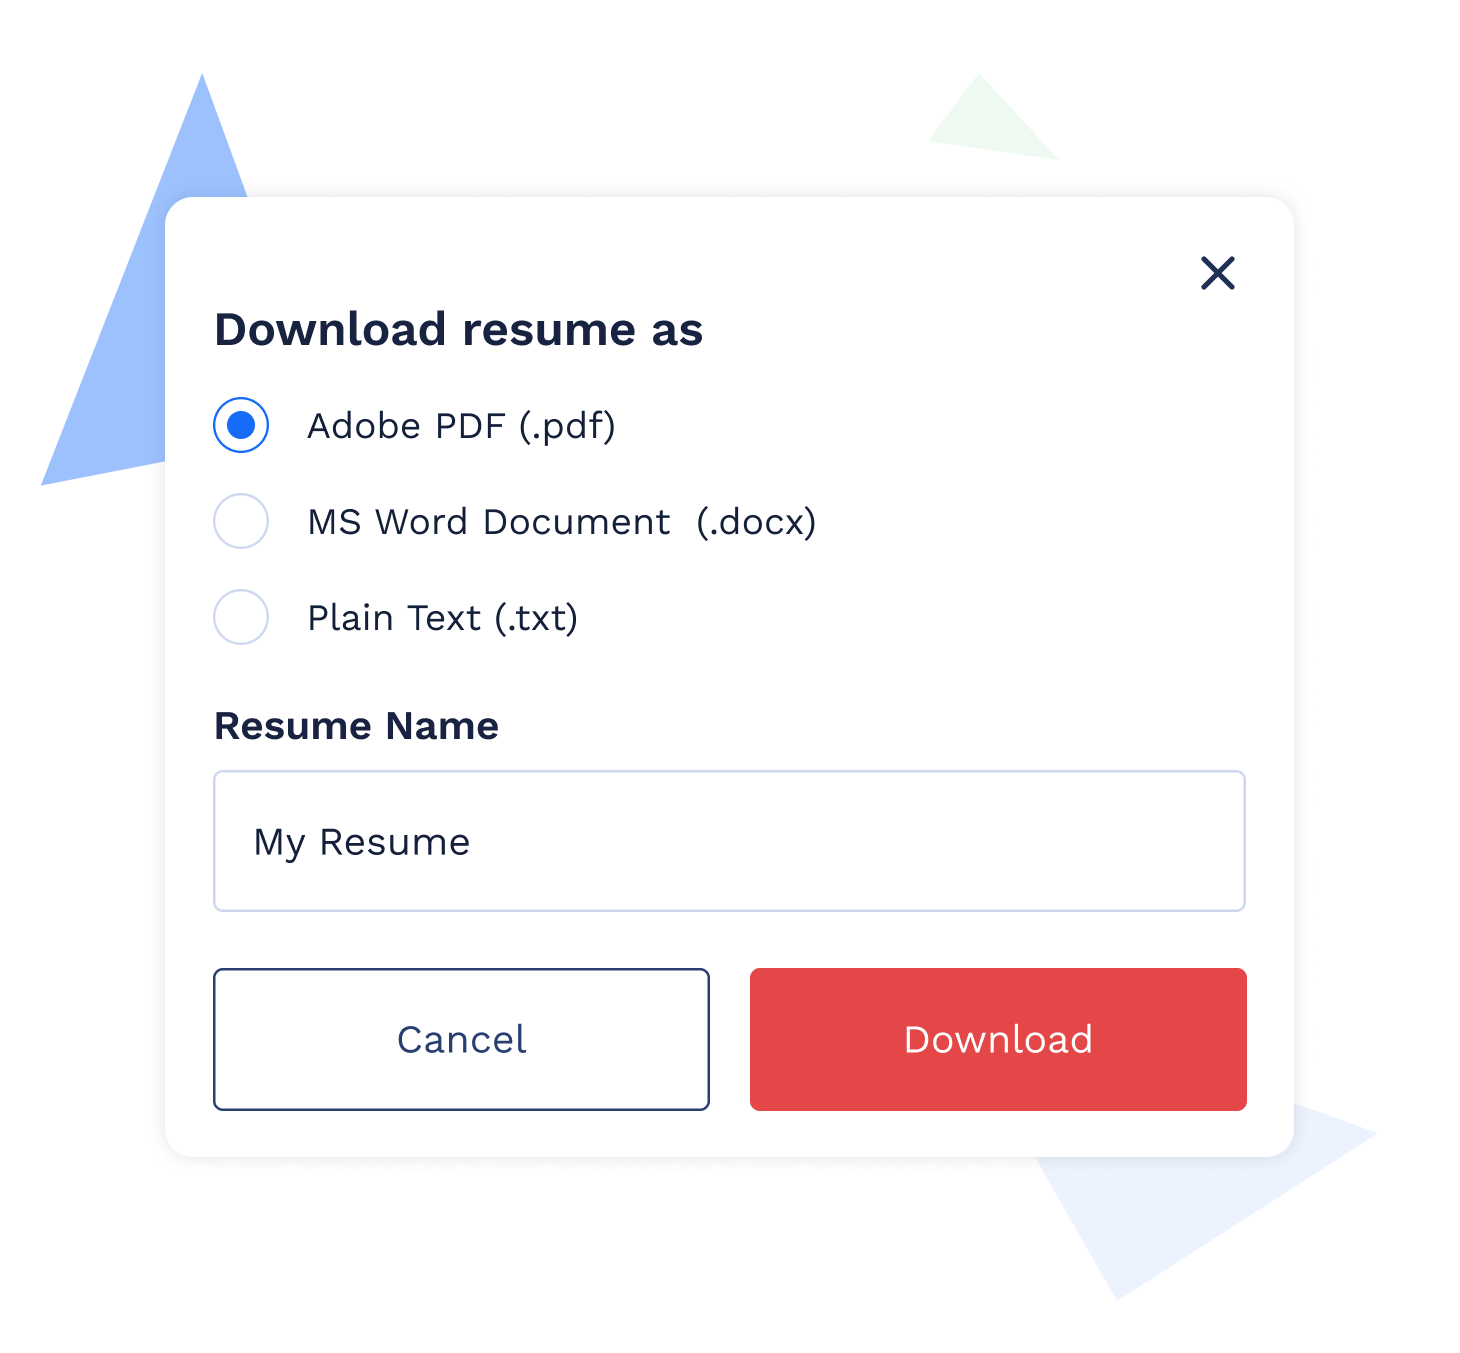 Download resume as
Adobe PDF (.pdf)
MS Word Document  (.docx)
Plain Text (.txt)
Resume Name
My Resume
Cancel
Download